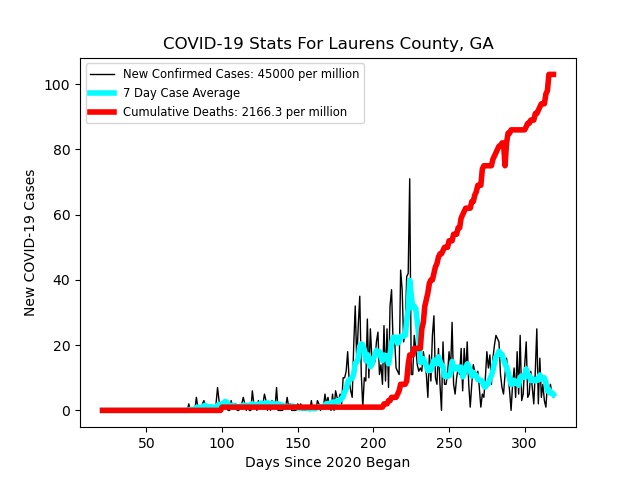 COVID-19 Stats For Laurens County, GA
New Confirmed Cases: 45000 per million
7 Day Case Average
Cumulative Deaths: 2166.3 per million
New COVID-19 Cases
100
80
60
40
20
0
50 100 150 200 250 300
Days Since 2020 Began